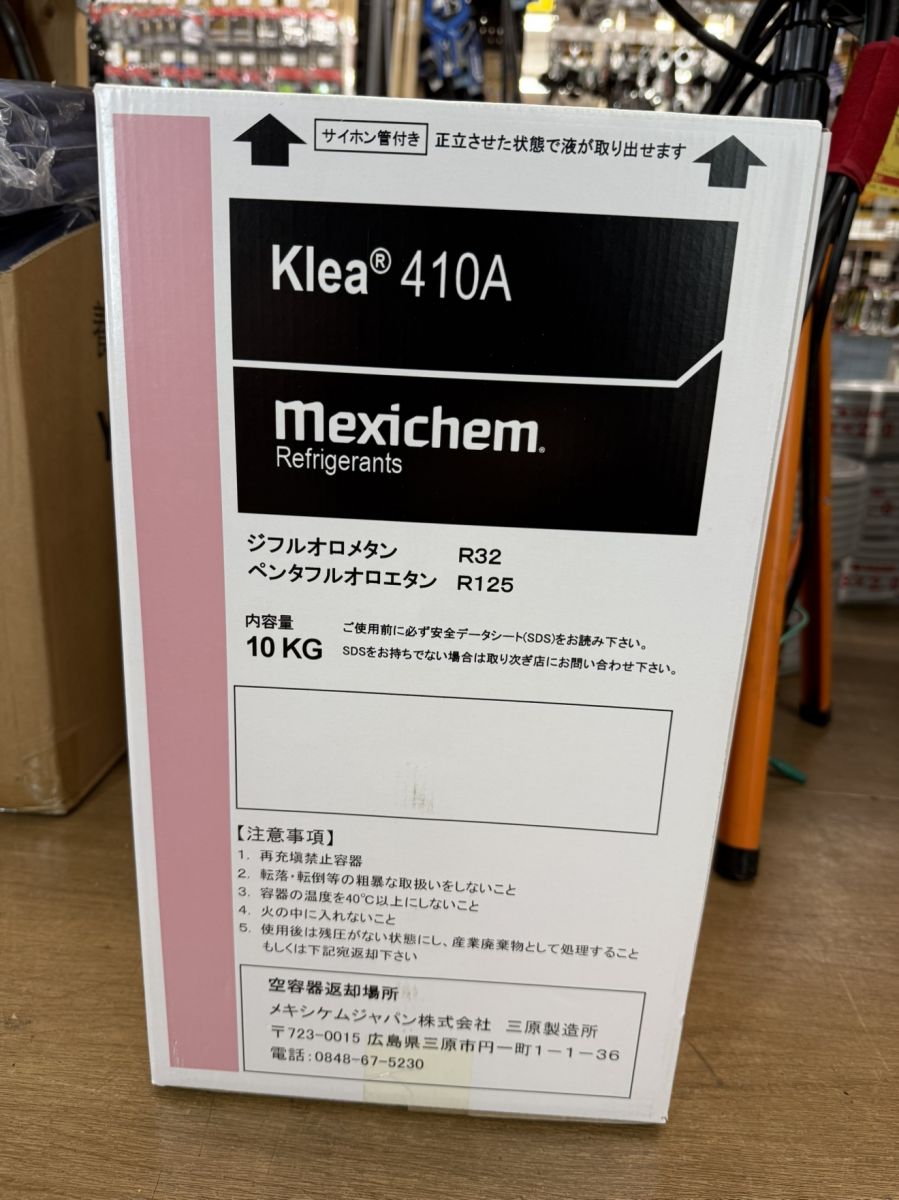 サイホン管付き 正立させた状態で液が取り出せます
Klea® 410A
mexichem.
Refrigerants
ジフルオロメタン R32
ペンタフルオロエタン R125
内容量
10 KG
ご使用前に必ず安全データシート(SDS)をお読み下さい。
SDSをお持ちでない場合は取り次ぎ店にお問い合わせ下さい。
【注意事項】
1. 再充填禁止容器
2. 転落・転倒等の粗暴な取扱いをしないこと
3. 容器の温度を40℃以上にしないこと
4. 火の中に入れないこと
5. 使用後は残圧がない状態にし、産業廃棄物として処理すること
もしくは下記宛返却下さい
空容器返却場所
メキシケムジャパン株式会社 三原製造所
〒723-0015 広島県三原市円一町1-1-36
電話:0848-67-5230